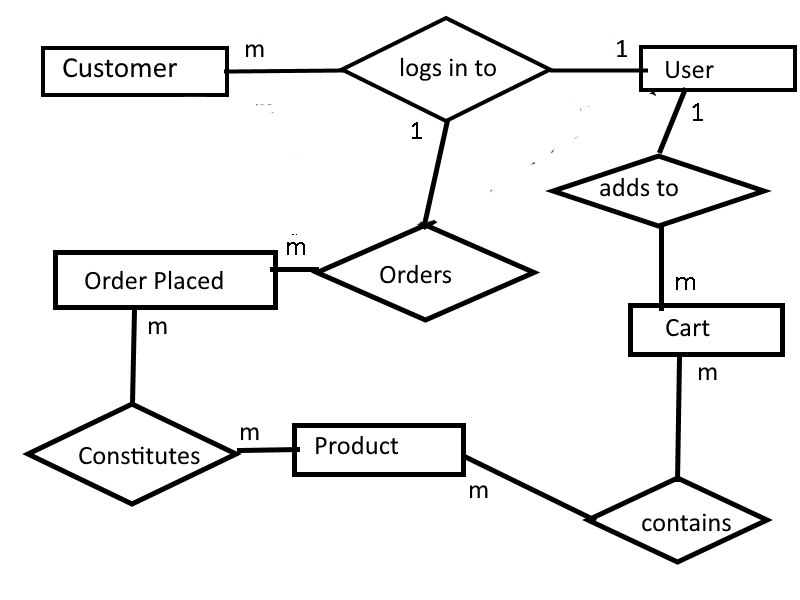 m
1
Customer
logs in to
User
1
1
adds to
m
Order Placed
Orders
m
m
Cart
m
m
Product
Constitutes
m
contains